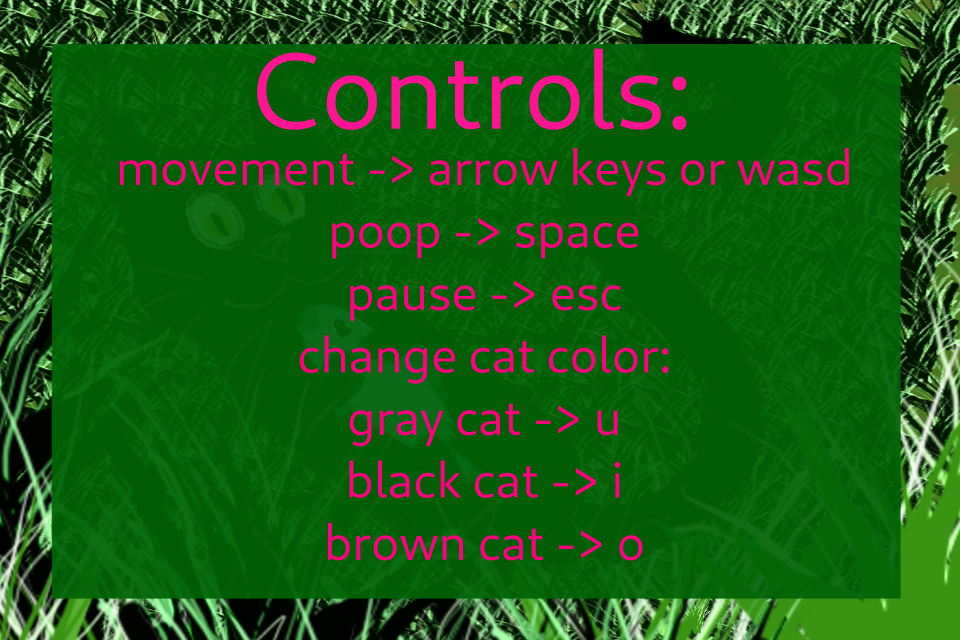 Controls:
movement -> arrow keys or wasd
poop -> space
pause -> esc
change cat color:
gray cat -> u
black cat -> i
brown cat -> o